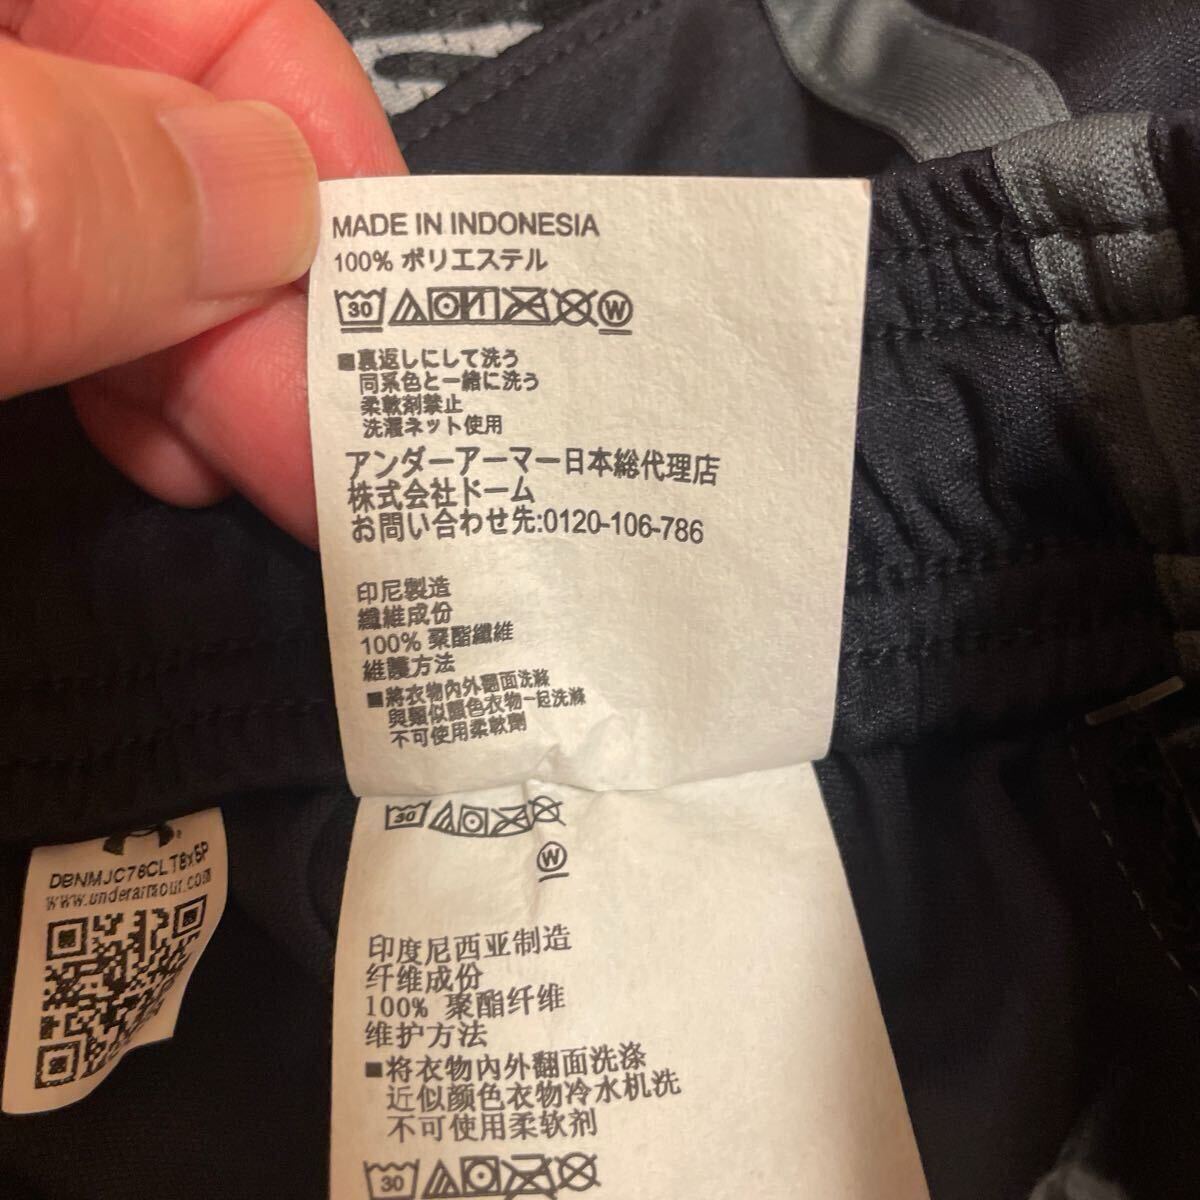 MADE IN INDONESIA
100% ポリエステル
30 W
■裏返しにして洗う
同系色と一緒に洗う
柔軟剤禁止
洗濯ネット使用
アンダーアーマー日本総代理店
株式会社ドーム
お問い合わせ先:0120-106-786
印尼製造
纖維成份
100% 聚酯纖維
維護方法
■將衣物內外翻面洗滌
與類似顏色衣物一起洗滌
不可使用柔軟劑
30
W
印度尼西亚制造
纤维成份
100% 聚酯纤维
维护方法
■将衣物內外翻面洗涤
近似颜色衣物冷水机洗
不可使用柔软剂
30
www.underarmour.com